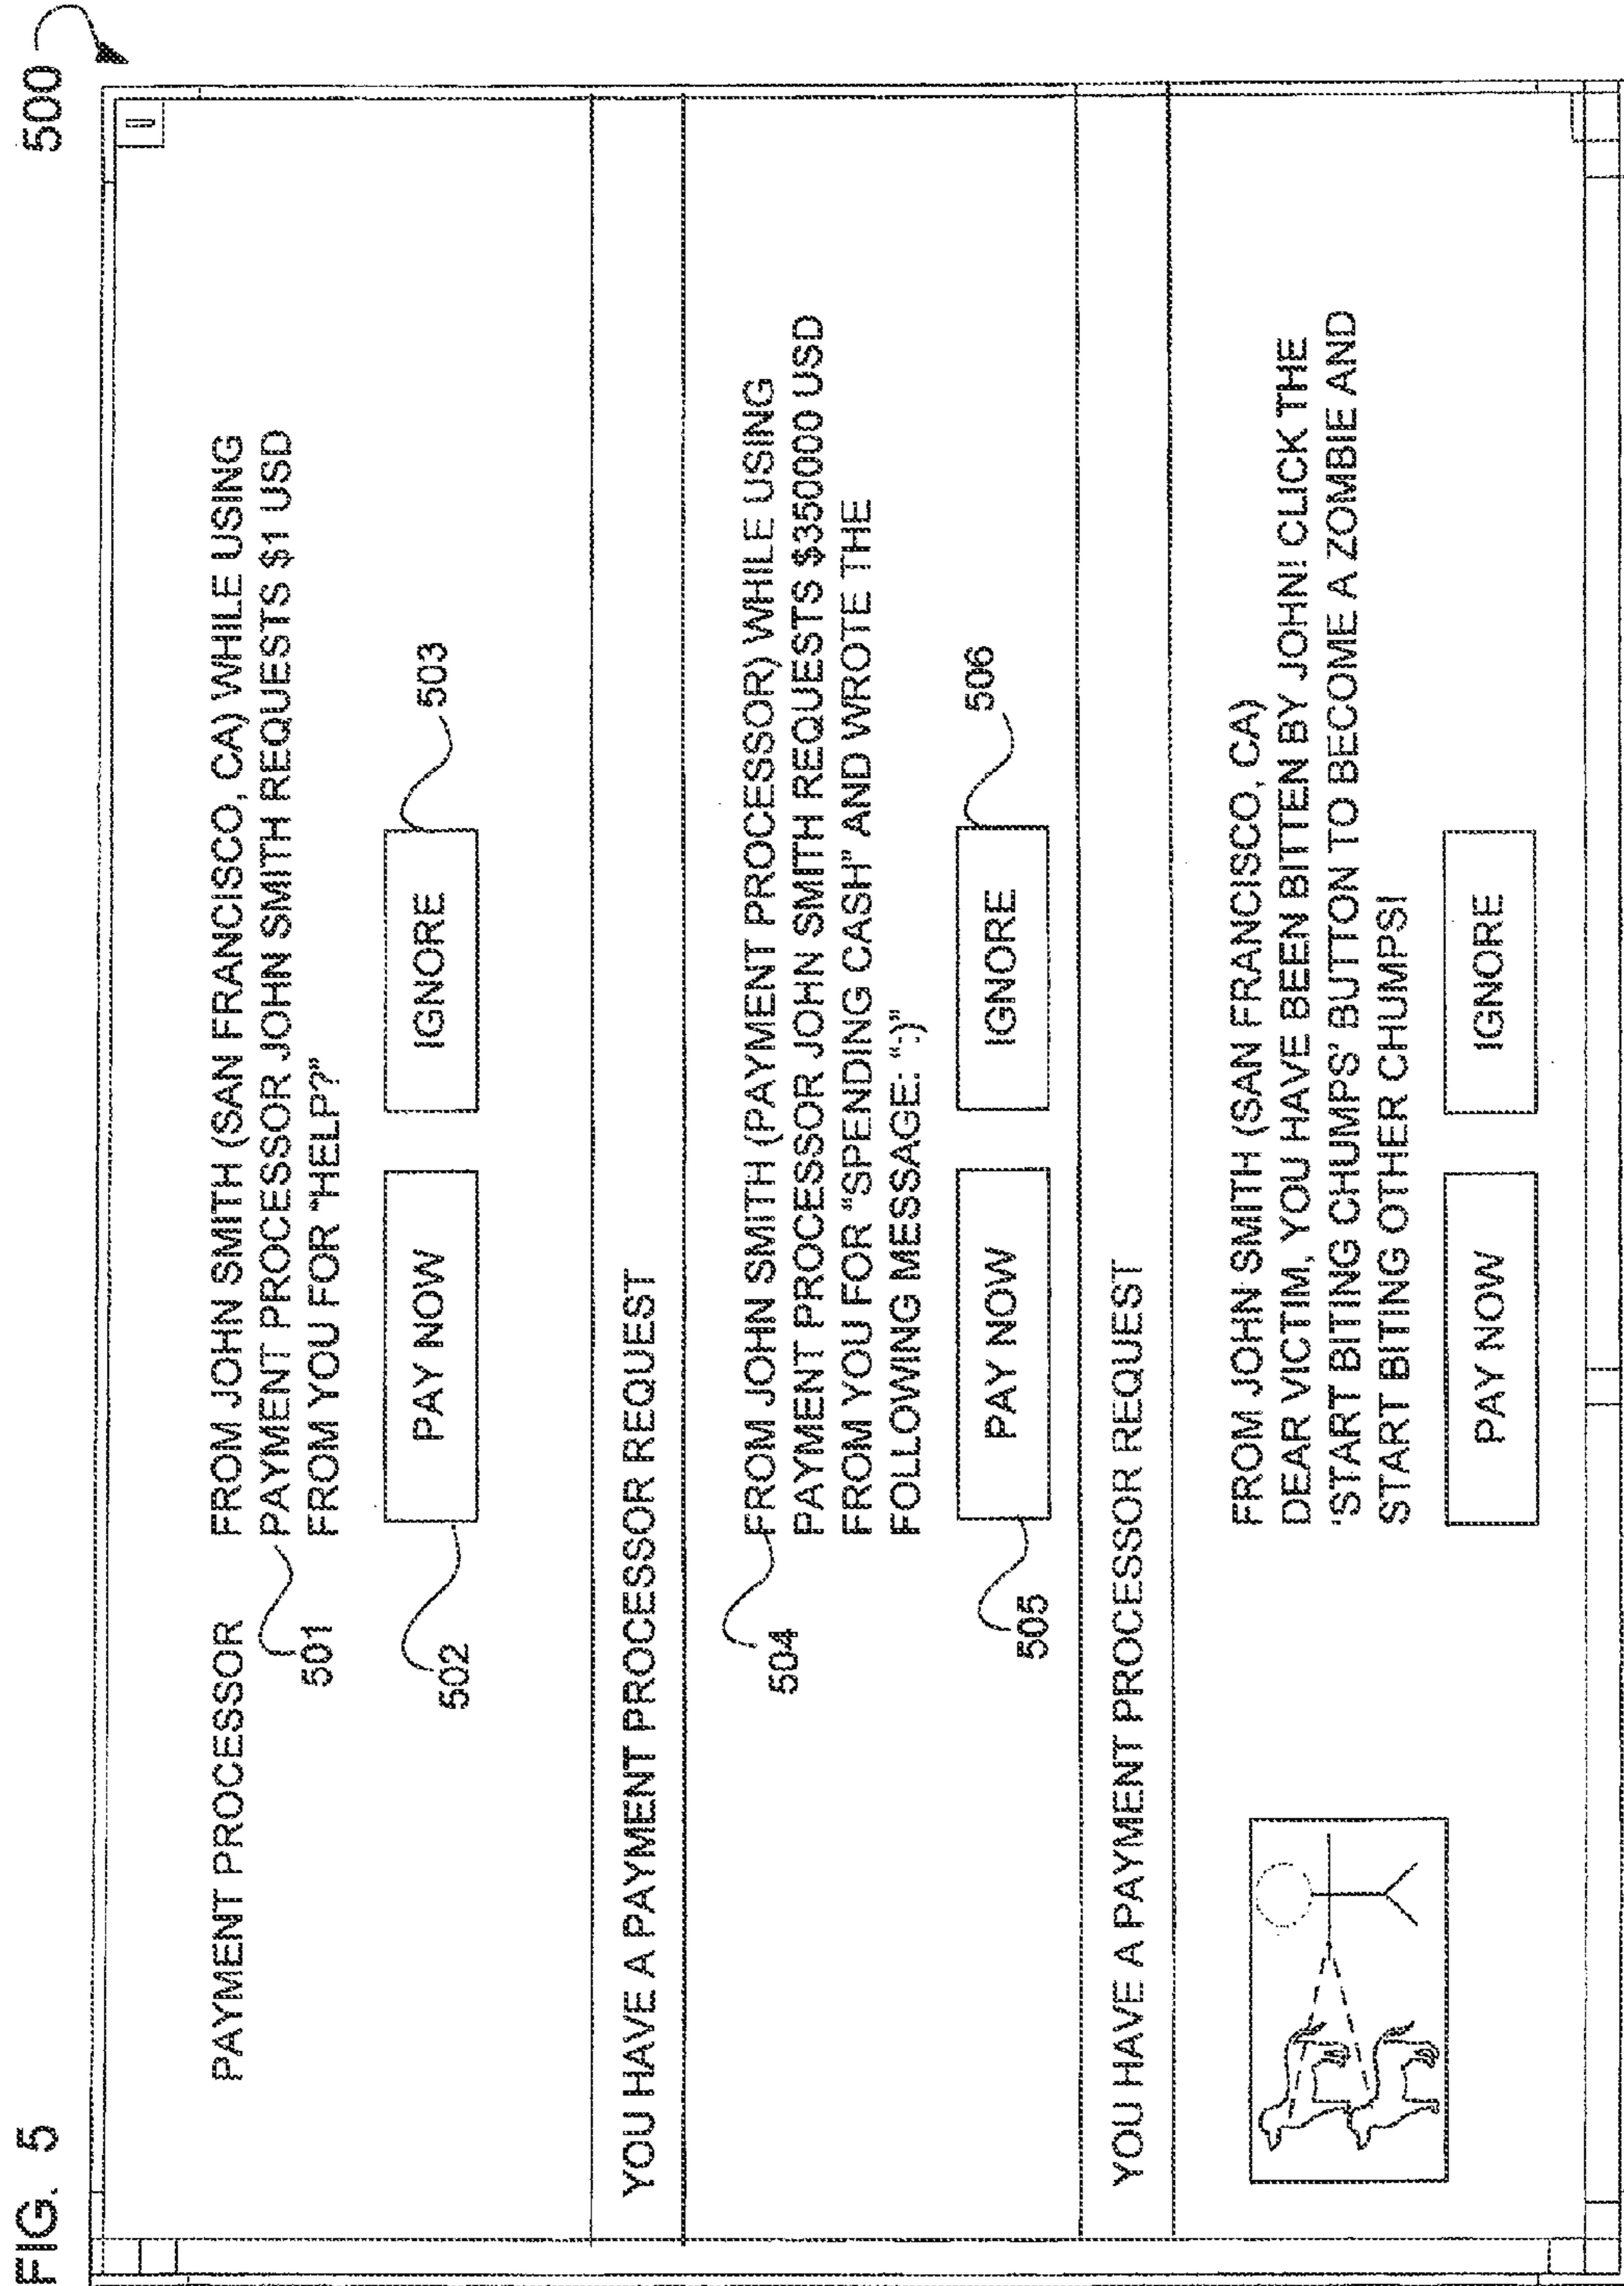 FIG. 5
500
PAYMENT PROCESSOR
FROM JOHN SMITH (SAN FRANCISCO, CA) WHILE USING
PAYMENT PROCESSOR JOHN SMITH REQUESTS $1 USD
FROM YOU FOR "HELP?"
501
PAY NOW
IGNORE
502
503
YOU HAVE A PAYMENT PROCESSOR REQUEST
FROM JOHN SMITH (PAYMENT PROCESSOR) WHILE USING
PAYMENT PROCESSOR JOHN SMITH REQUESTS $35000 USD
FROM YOU FOR "SPENDING CASH" AND WROTE THE
FOLLOWING MESSAGE: ":)"
504
PAY NOW
IGNORE
505
506
YOU HAVE A PAYMENT PROCESSOR REQUEST
FROM JOHN SMITH (SAN FRANCISCO, CA)
DEAR VICTIM, YOU HAVE BEEN BITTEN BY JOHN! CLICK THE
'START BITING CHUMPS' BUTTON TO BECOME A ZOMBIE AND
START BITING OTHER CHUMPS!
PAY NOW
IGNORE